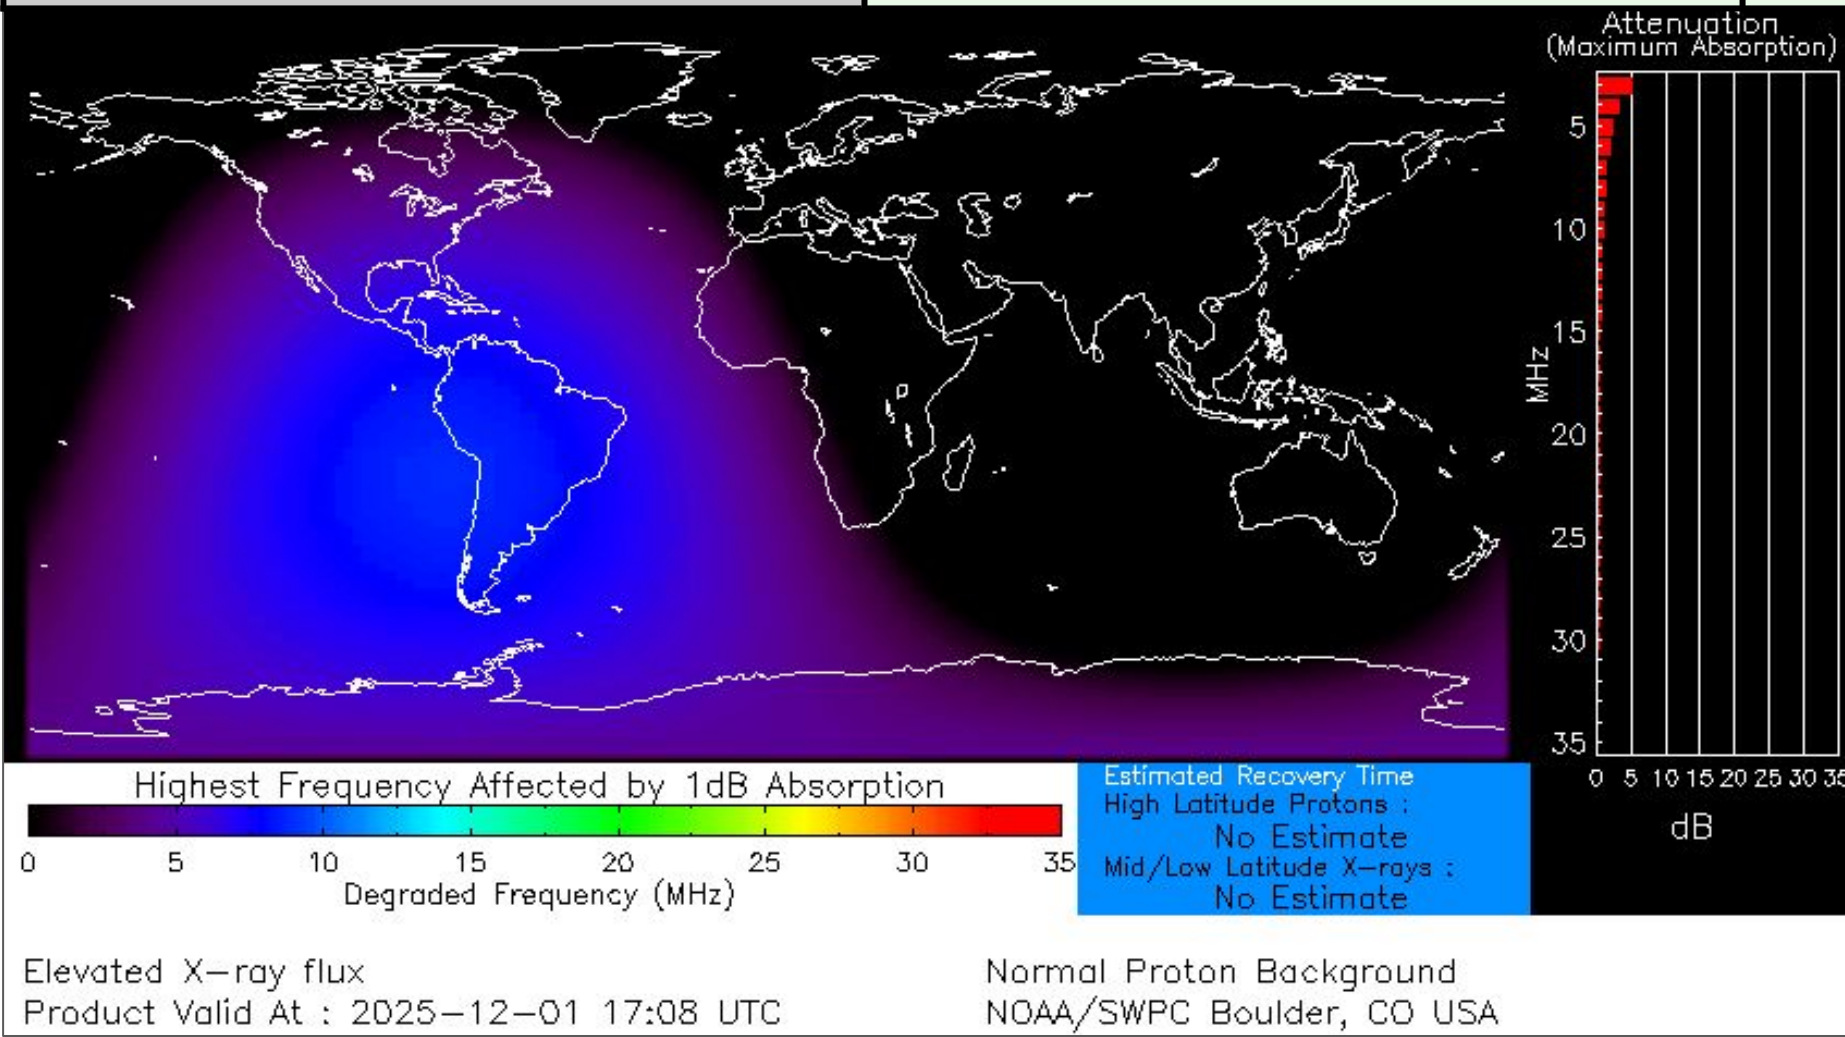 Attenuation
(Maximum Absorption)
5
10
15
20
25
30
35
MHz
0 5 10 15 20 25 30 35
dB
Highest Frequency Affected by 1dB Absorption
0 5 10 15 20 25 30 35
Degraded Frequency (MHz)
Estimated Recovery Time
High Latitude Protons :
No Estimate
Mid/Low Latitude X-rays :
No Estimate
Elevated X-ray flux
Product Valid At : 2025-12-01 17:08 UTC
Normal Proton Background
NOAA/SWPC Boulder, CO USA